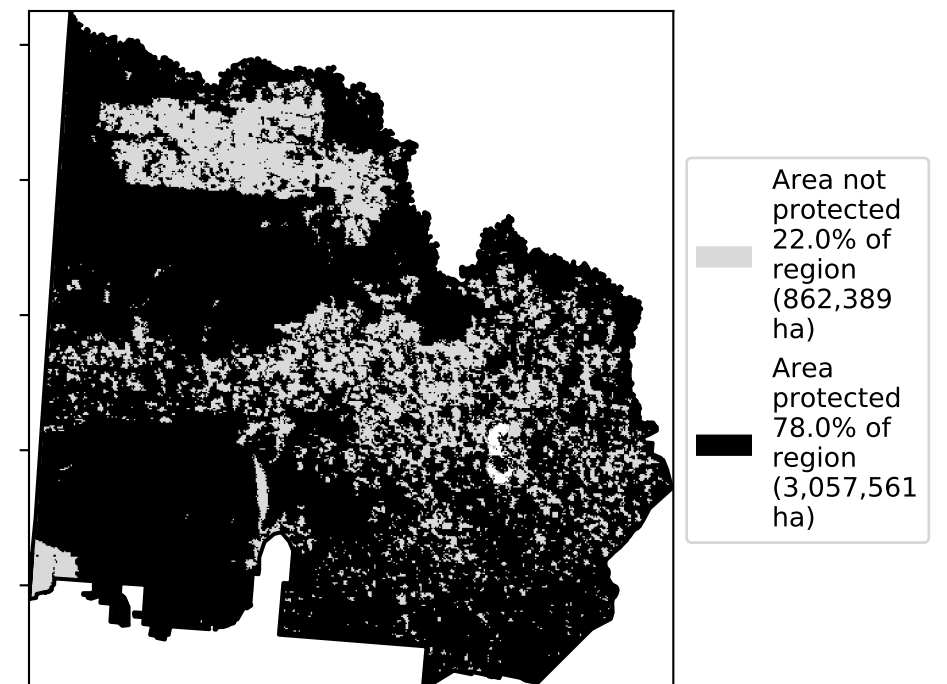 Area not
protected
22.0% of
region
(862,389
ha)
Area
protected
78.0% of
region
(3,057,561
ha)